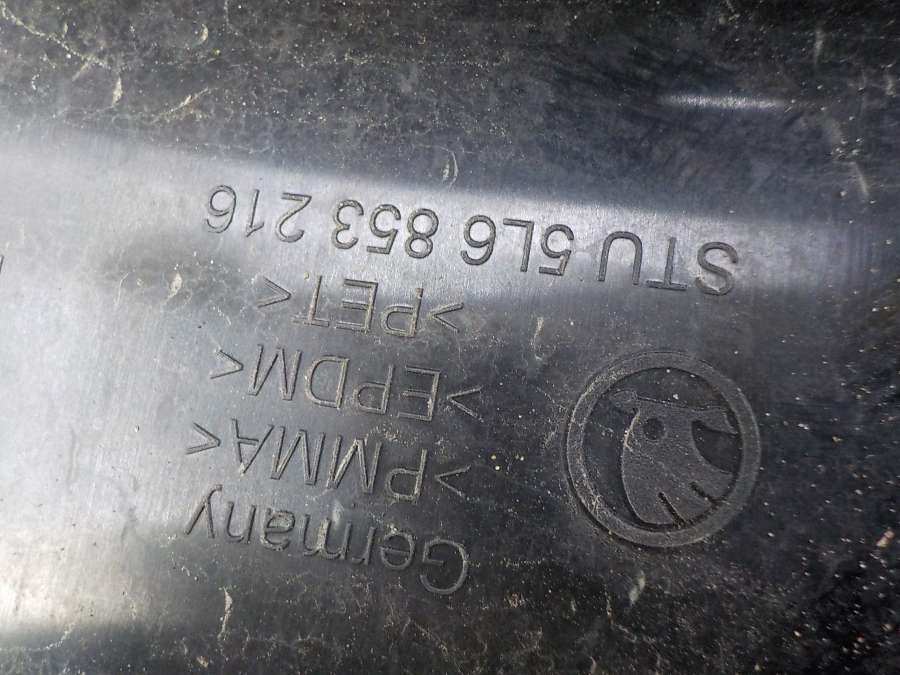 STU 5L6 853 216
>PET<
>EPDM<
>PMMA<
Germany